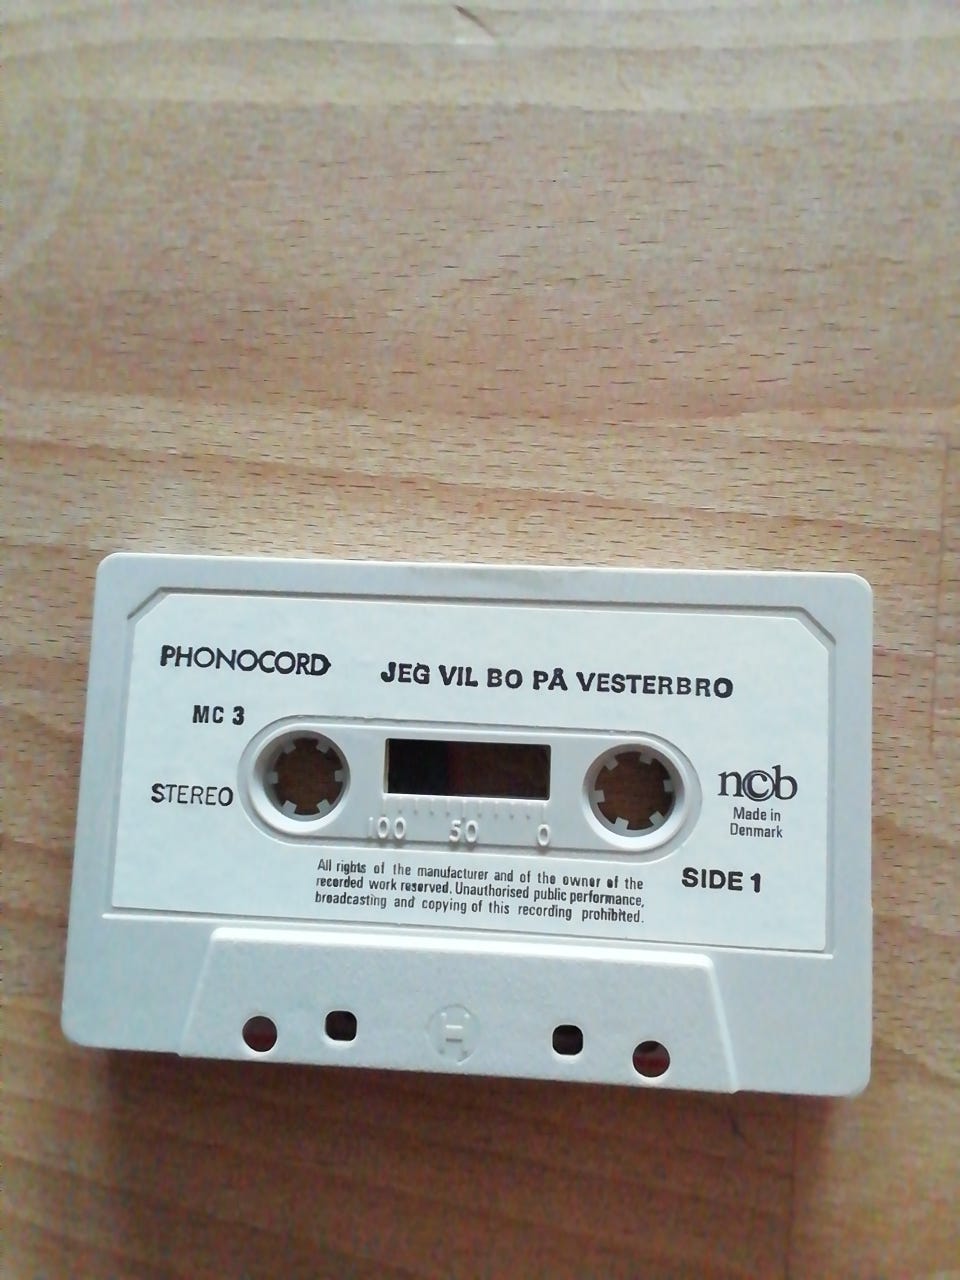 PHONOCORD
JEG VIL BO PÅ VESTERBRO
MC 3
STEREO
ncb
Made in
Denmark
100 50 0
SIDE 1
All rights of the manufacturer and of the owner of the
recorded work reserved. Unauthorised public performance,
broadcasting and copying of this recording prohibited.
H